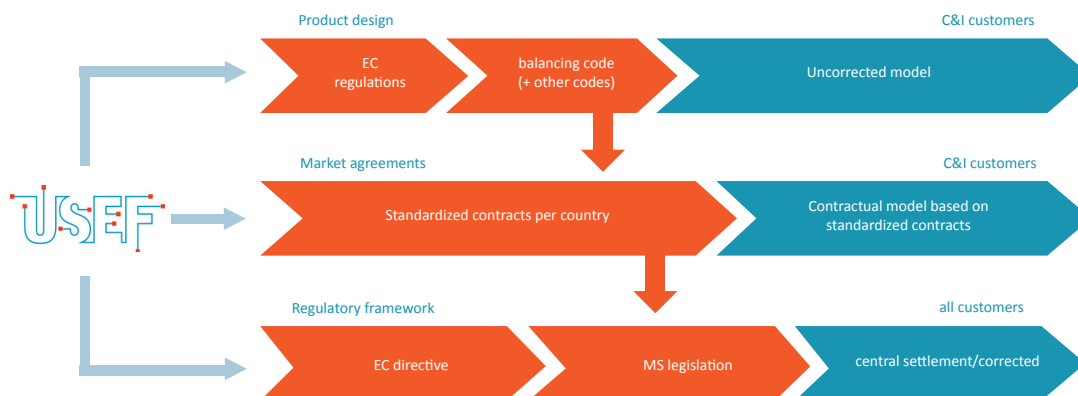 Product design
C&I customers
EC
regulations
balancing code
(+ other codes)
Uncorrected model
Market agreements
C&I customers
USEF
Standardized contracts per country
Contractual model based on
standardized contracts
Regulatory framework
all customers
EC directive
MS legislation
central settlement/corrected